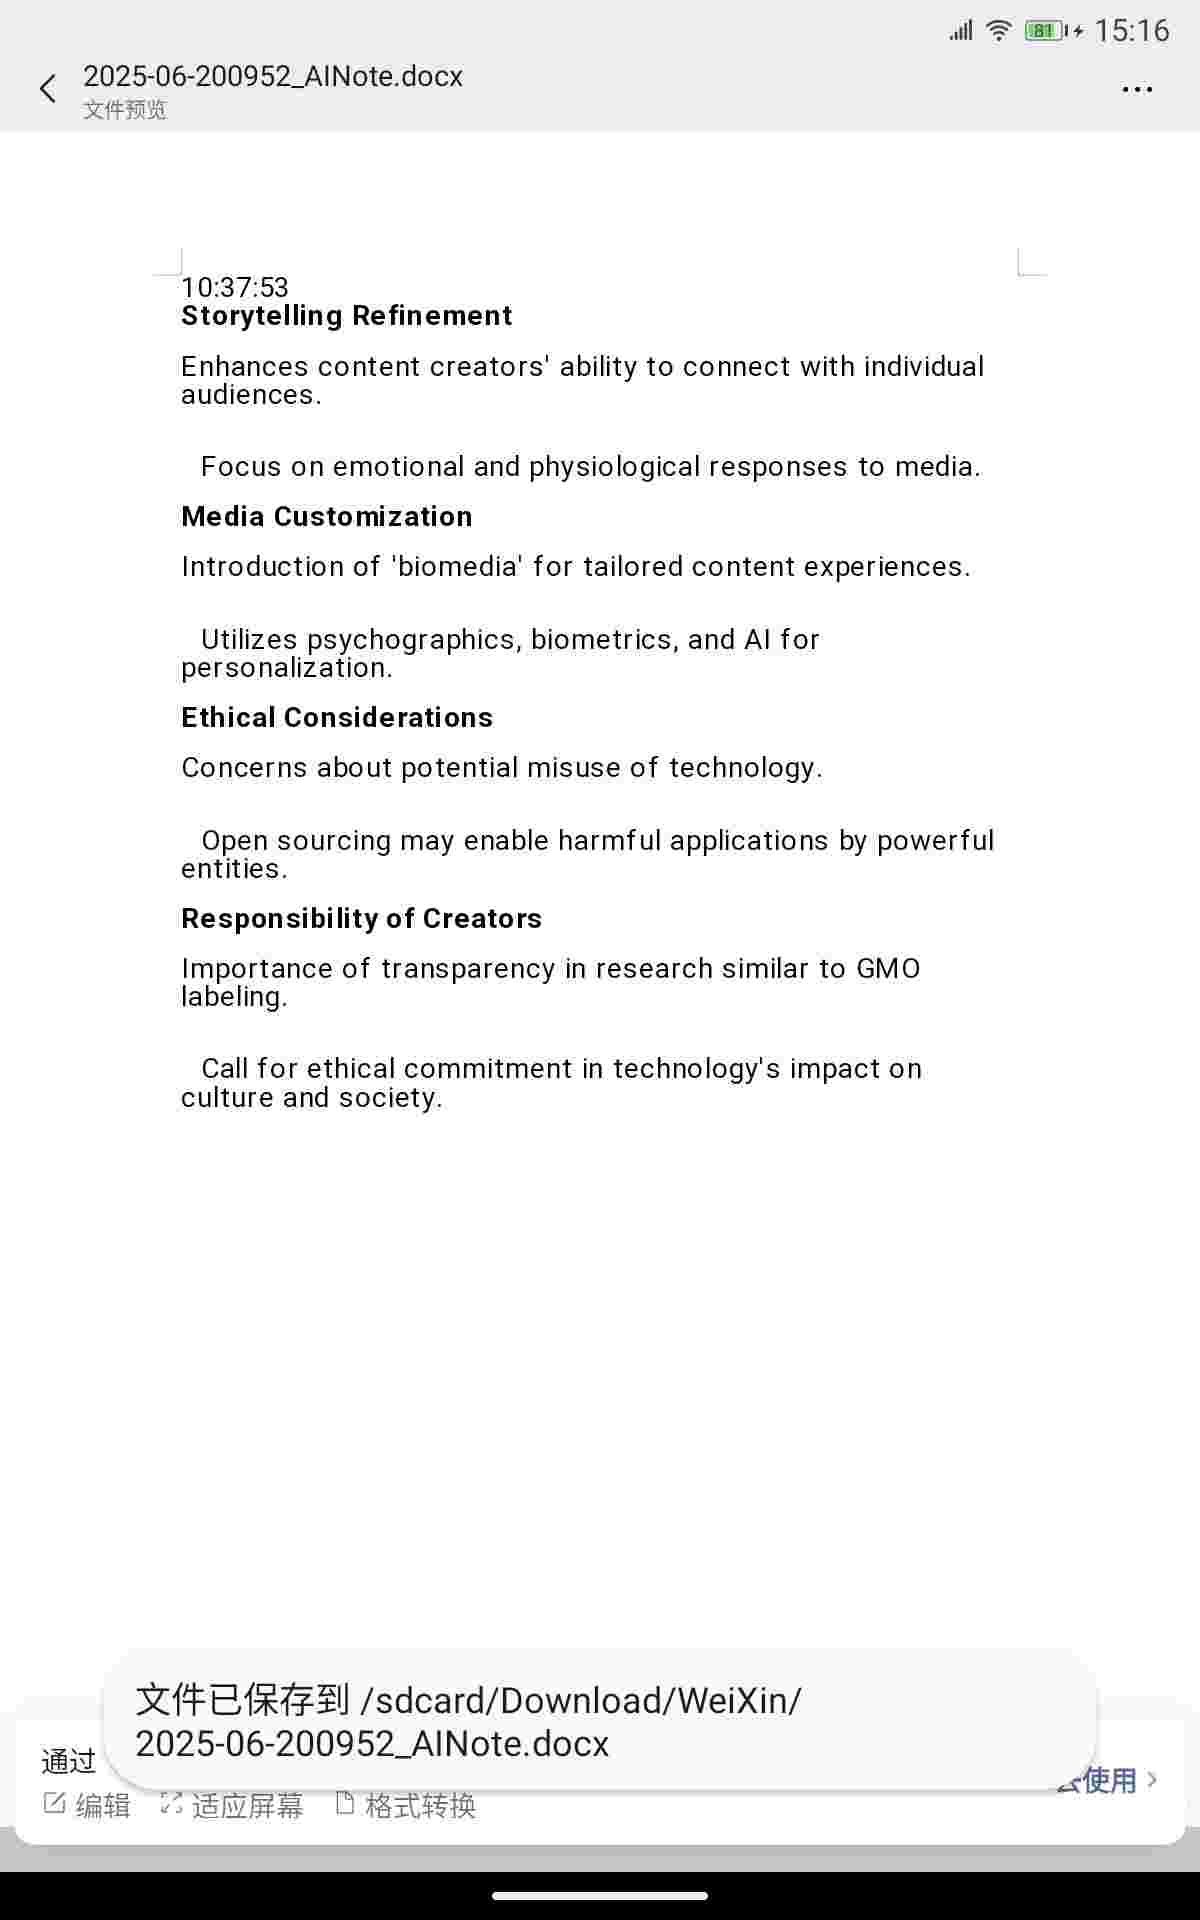 81 15:16
2025-06-200952_AINote.docx
文件预览
10:37:53
Storytelling Refinement
Enhances content creators' ability to connect with individual
audiences.
Focus on emotional and physiological responses to media.
Media Customization
Introduction of 'biomedia' for tailored content experiences.
Utilizes psychographics, biometrics, and AI for
personalization.
Ethical Considerations
Concerns about potential misuse of technology.
Open sourcing may enable harmful applications by powerful
entities.
Responsibility of Creators
Importance of transparency in research similar to GMO
labeling.
Call for ethical commitment in technology's impact on
culture and society.
文件已保存到 /sdcard/Download/WeiXin/
2025-06-200952_AINote.docx
通过
使用
编辑 适应屏幕 格式转换